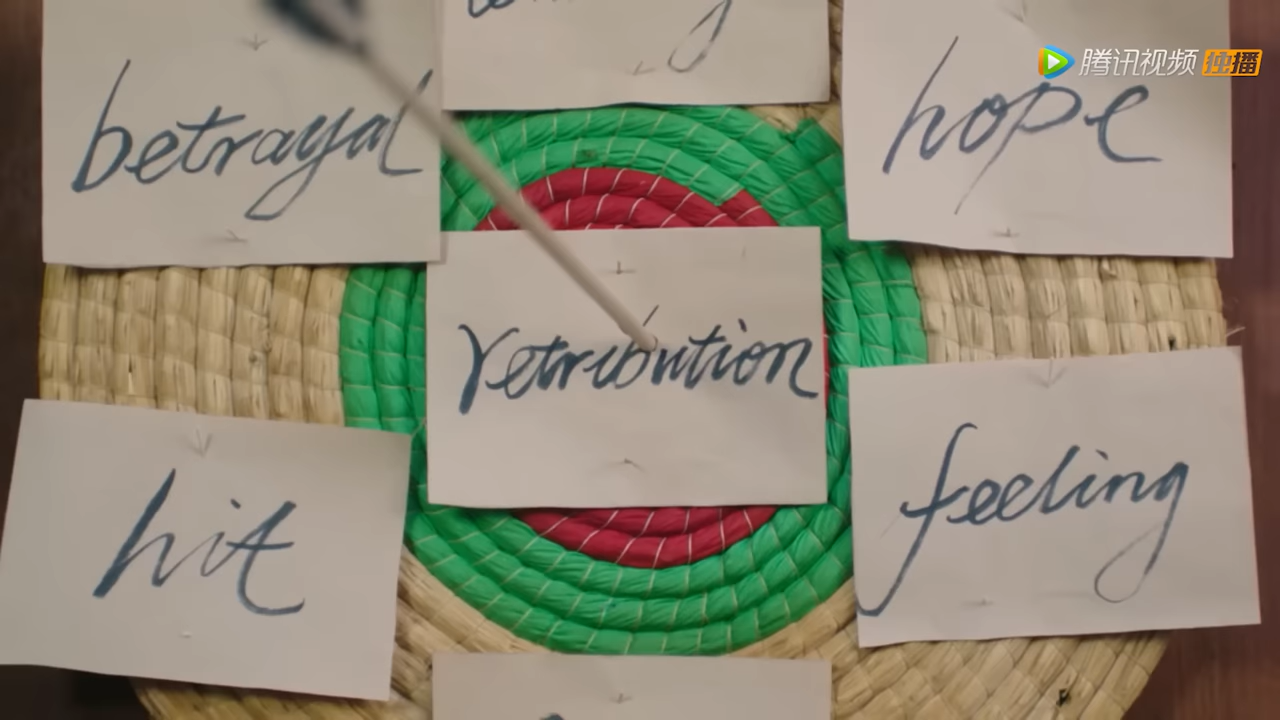 腾讯视频 独播
betrayal
hope
retribution
hit
feeling